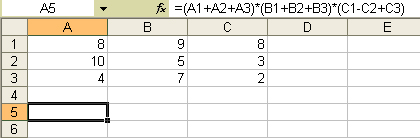 A5 fx =(A1+A2+A3)*(B1+B2+B3)*(C1-C2+C3)
A B C D E
1 8 9 8
2 10 5 3
3 4 7 2
4
5
6